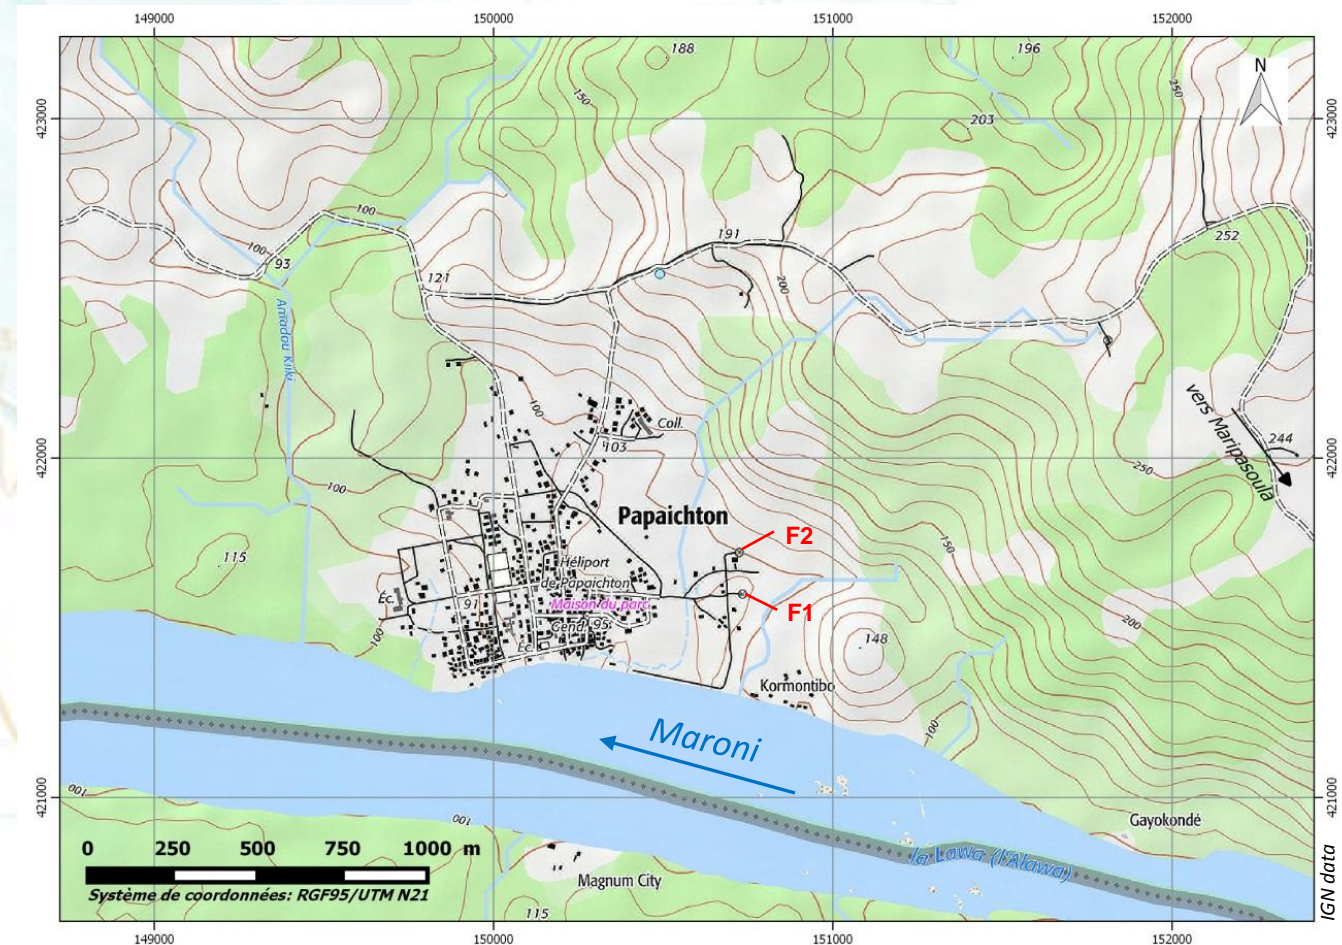 149000 150000 151000 152000
188
196
N
150
250
423000
203
423000
100
191
252
100
93
121
200
Amadou Kiiki
100
Coll.
vers Maripasoula
103
244
422000
250
422000
100
Papaichton
F2
150
115
Héliport
de Papaichton
Éc.
91
Maison du parc
F1
Gend.
95
200
100
Éc.
148
Kormontibo
Maroni
100
001
421000
421000
001
Gayokondé
0 250 500 750 1000 m
la Lawa (l'Alawa)
Magnum City
Système de coordonnées: RGF95/UTM N21
115
IGN data
149000 150000 151000 152000